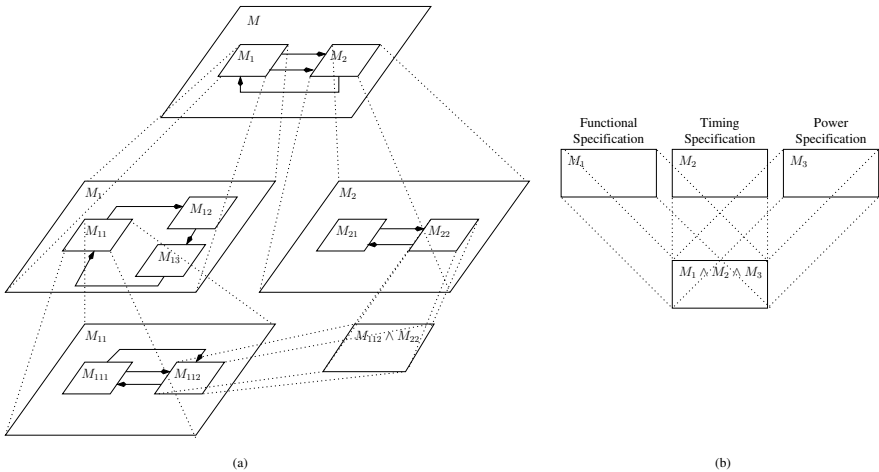 M
M₁
M₂
M₁
M₁₁
M₁₂
M₁₃
M₂
M₂₁
M₂₂
M₁₁
M₁₁₁
M₁₁₂
M₁₁₂ ∧ M₂₂
(a)
Functional
Specification
Timing
Specification
Power
Specification
M₁
M₂
M₃
M₁ ∧ M₂ ∧ M₃
(b)